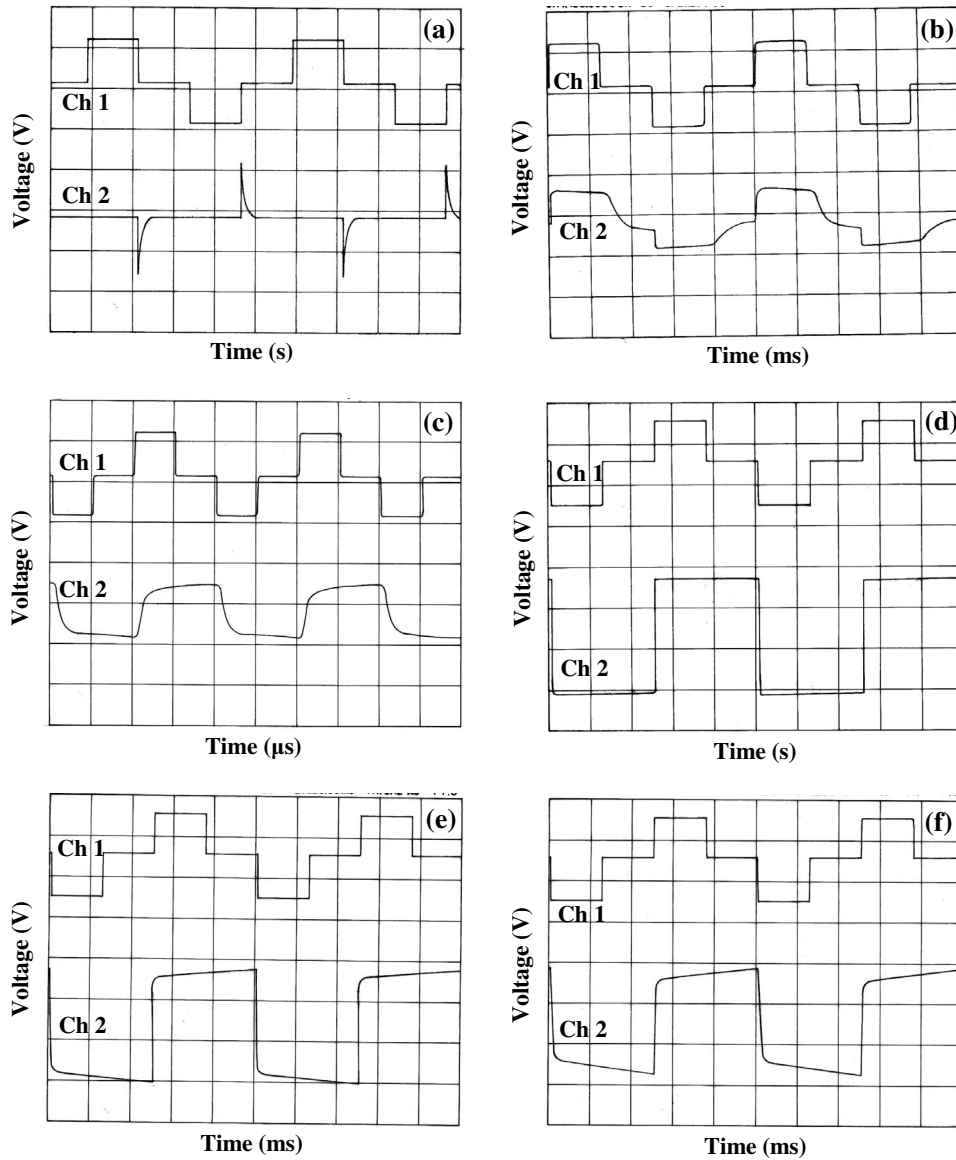 (a)
Voltage (V)
Ch 1
Ch 2
Time (s)
(b)
Voltage (V)
Ch 1
Ch 2
Time (ms)
(c)
Voltage (V)
Ch 1
Ch 2
Time (µs)
(d)
Voltage (V)
Ch 1
Ch 2
Time (s)
(e)
Voltage (V)
Ch 1
Ch 2
Time (ms)
(f)
Voltage (V)
Ch 1
Ch 2
Time (ms)